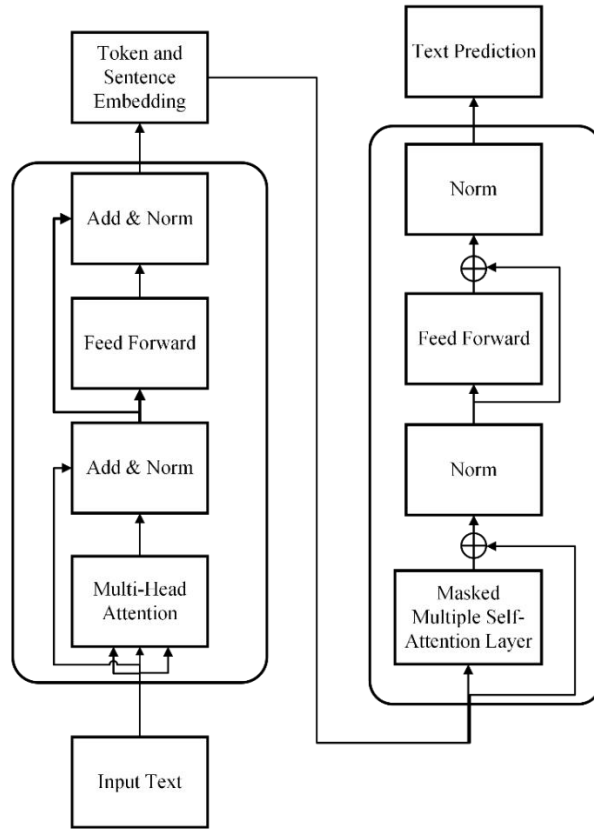 Token and
Sentence
Embedding
Add & Norm
Feed Forward
Add & Norm
Multi-Head
Attention
Input Text
Text Prediction
Norm
Feed Forward
Norm
Masked
Multiple Self-
Attention Layer